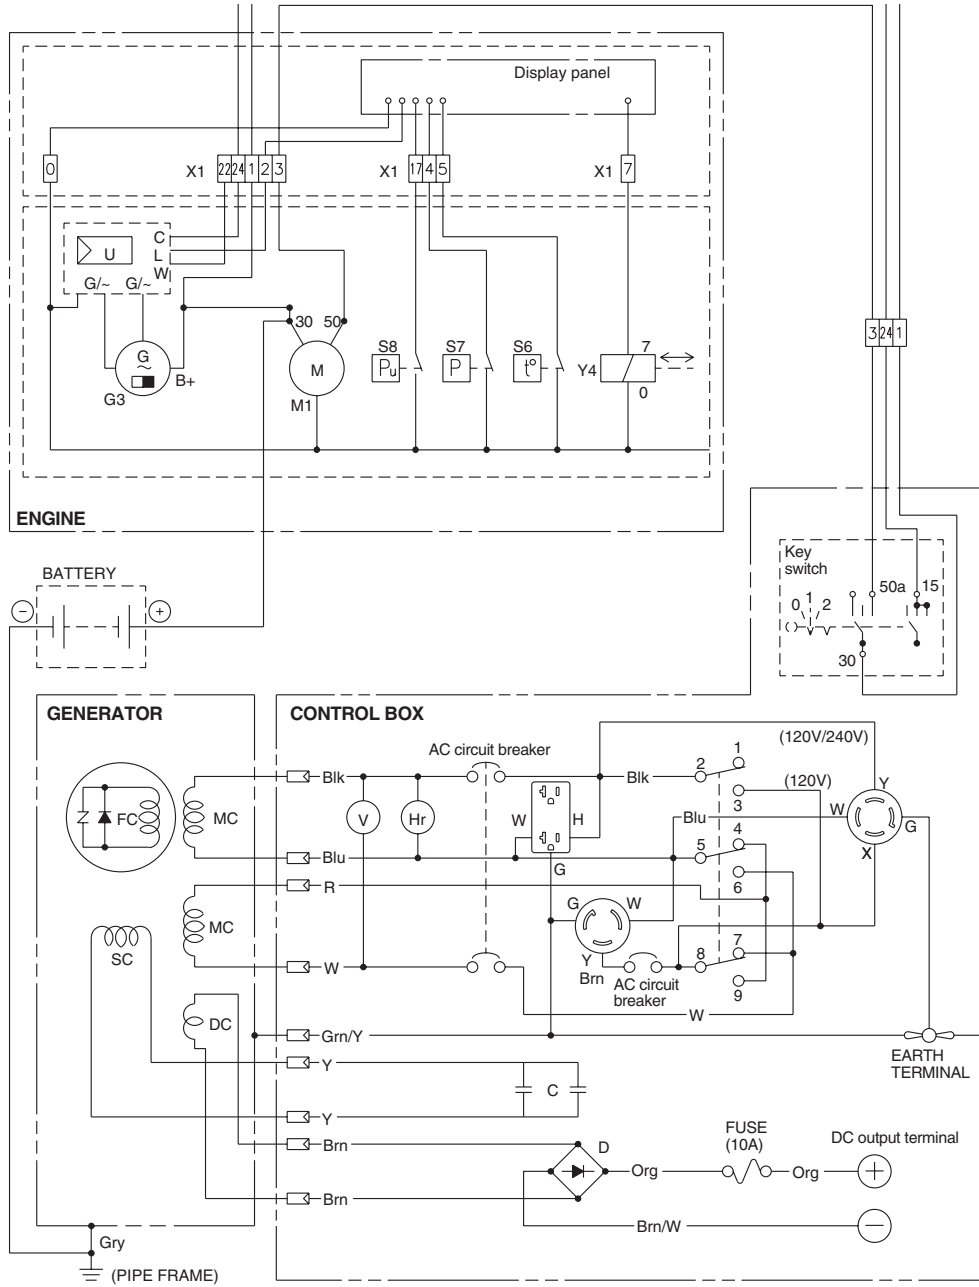 Display panel
0
X1
22
24
1
2
3
X1
17
4
5
X1
7
U
C
L
W
G/~
G/~
G
~
B+
G3
30
50
M
M1
S8
Pu
S7
P
S6
t°
7
Y4
0
3
24
1
ENGINE
BATTERY
−
+
Key
switch
0
1
2
50a
15
30
GENERATOR
CONTROL BOX
FC
MC
MC
SC
DC
AC circuit breaker
Blk
V
Hr
W
H
G
Blk
2
1
3
(120V/240V)
(120V)
Y
W
G
X
Blu
Blu
5
4
6
R
G
W
Y
Brn
AC circuit
breaker
8
7
9
W
W
Grn/Y
EARTH
TERMINAL
Y
C
Y
Brn
D
Org
FUSE
(10A)
Org
DC output terminal
+
Brn
Brn/W
−
Gry
(PIPE FRAME)